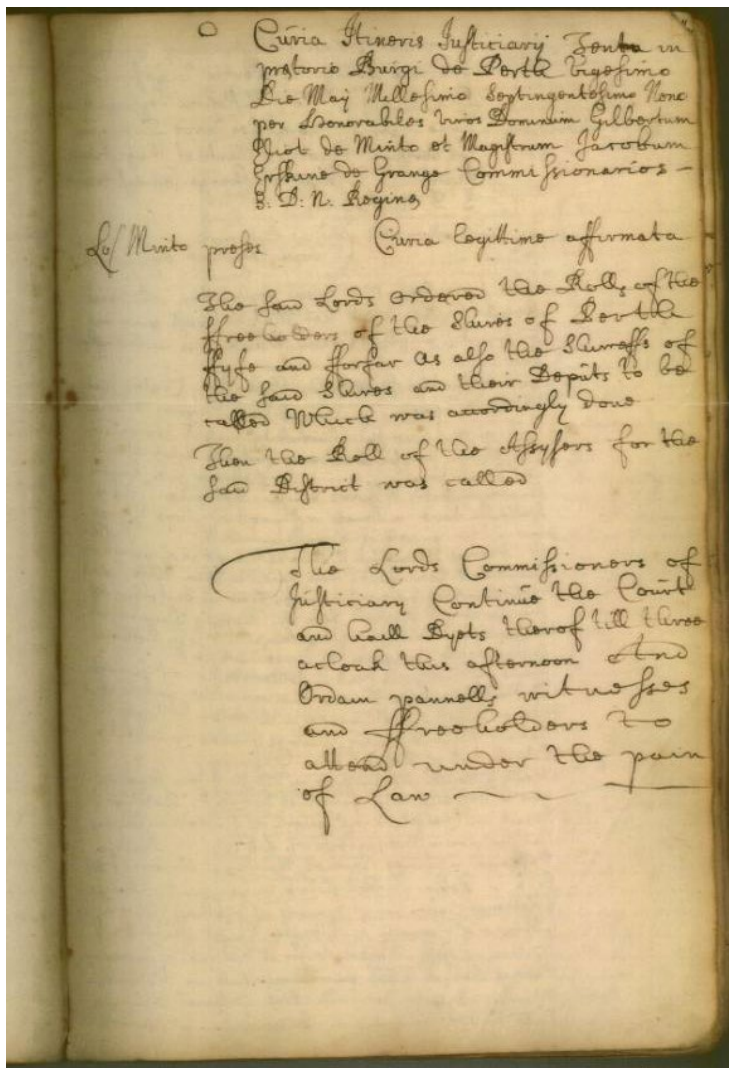 Curia Itineris Justiciarij Tenta in
prætorio Burgi de Perth vigesimo
Die Maij Millesimo Septingentesimo Nono
per Honorabiles viros Dominum Gilbertum
Eliot de Minto et Magistrum Jacobum
Erskine de Grange Commissionarios -
S: D: N: Reginæ
Lo/ Minto preses
Curia legittime affirmata
The said Lords Ordered the Rolls of the
ffreeholders of the Shires of Perth
ffyfe and fforfar As also the Shireffs of
the said Shires and their Deputs to be
called Which was accordingly done
Then the Roll of the Assysers for the
said District was called
The Lords Commissioners of
Justiciary Continue the Court
and haill Dyets therof till three
acloak this afternoon And
Ordain pannells witnesses
and ffreeholders to
attend under the pain
of Law